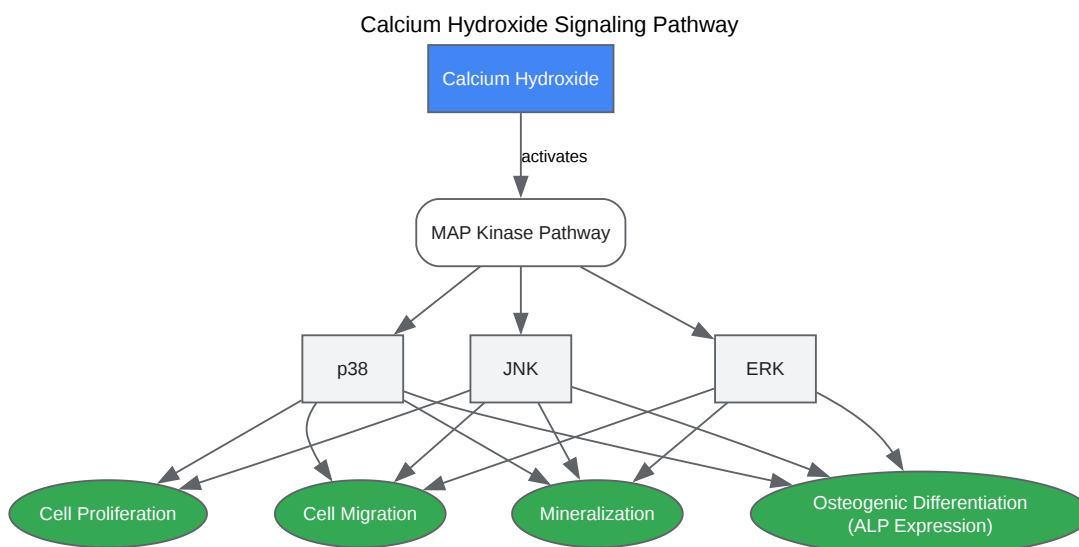 Calcium Hydroxide Signaling Pathway
Calcium Hydroxide
activates
MAP Kinase Pathway
p38
JNK
ERK
Cell Proliferation
Cell Migration
Mineralization
Osteogenic Differentiation
(ALP Expression)